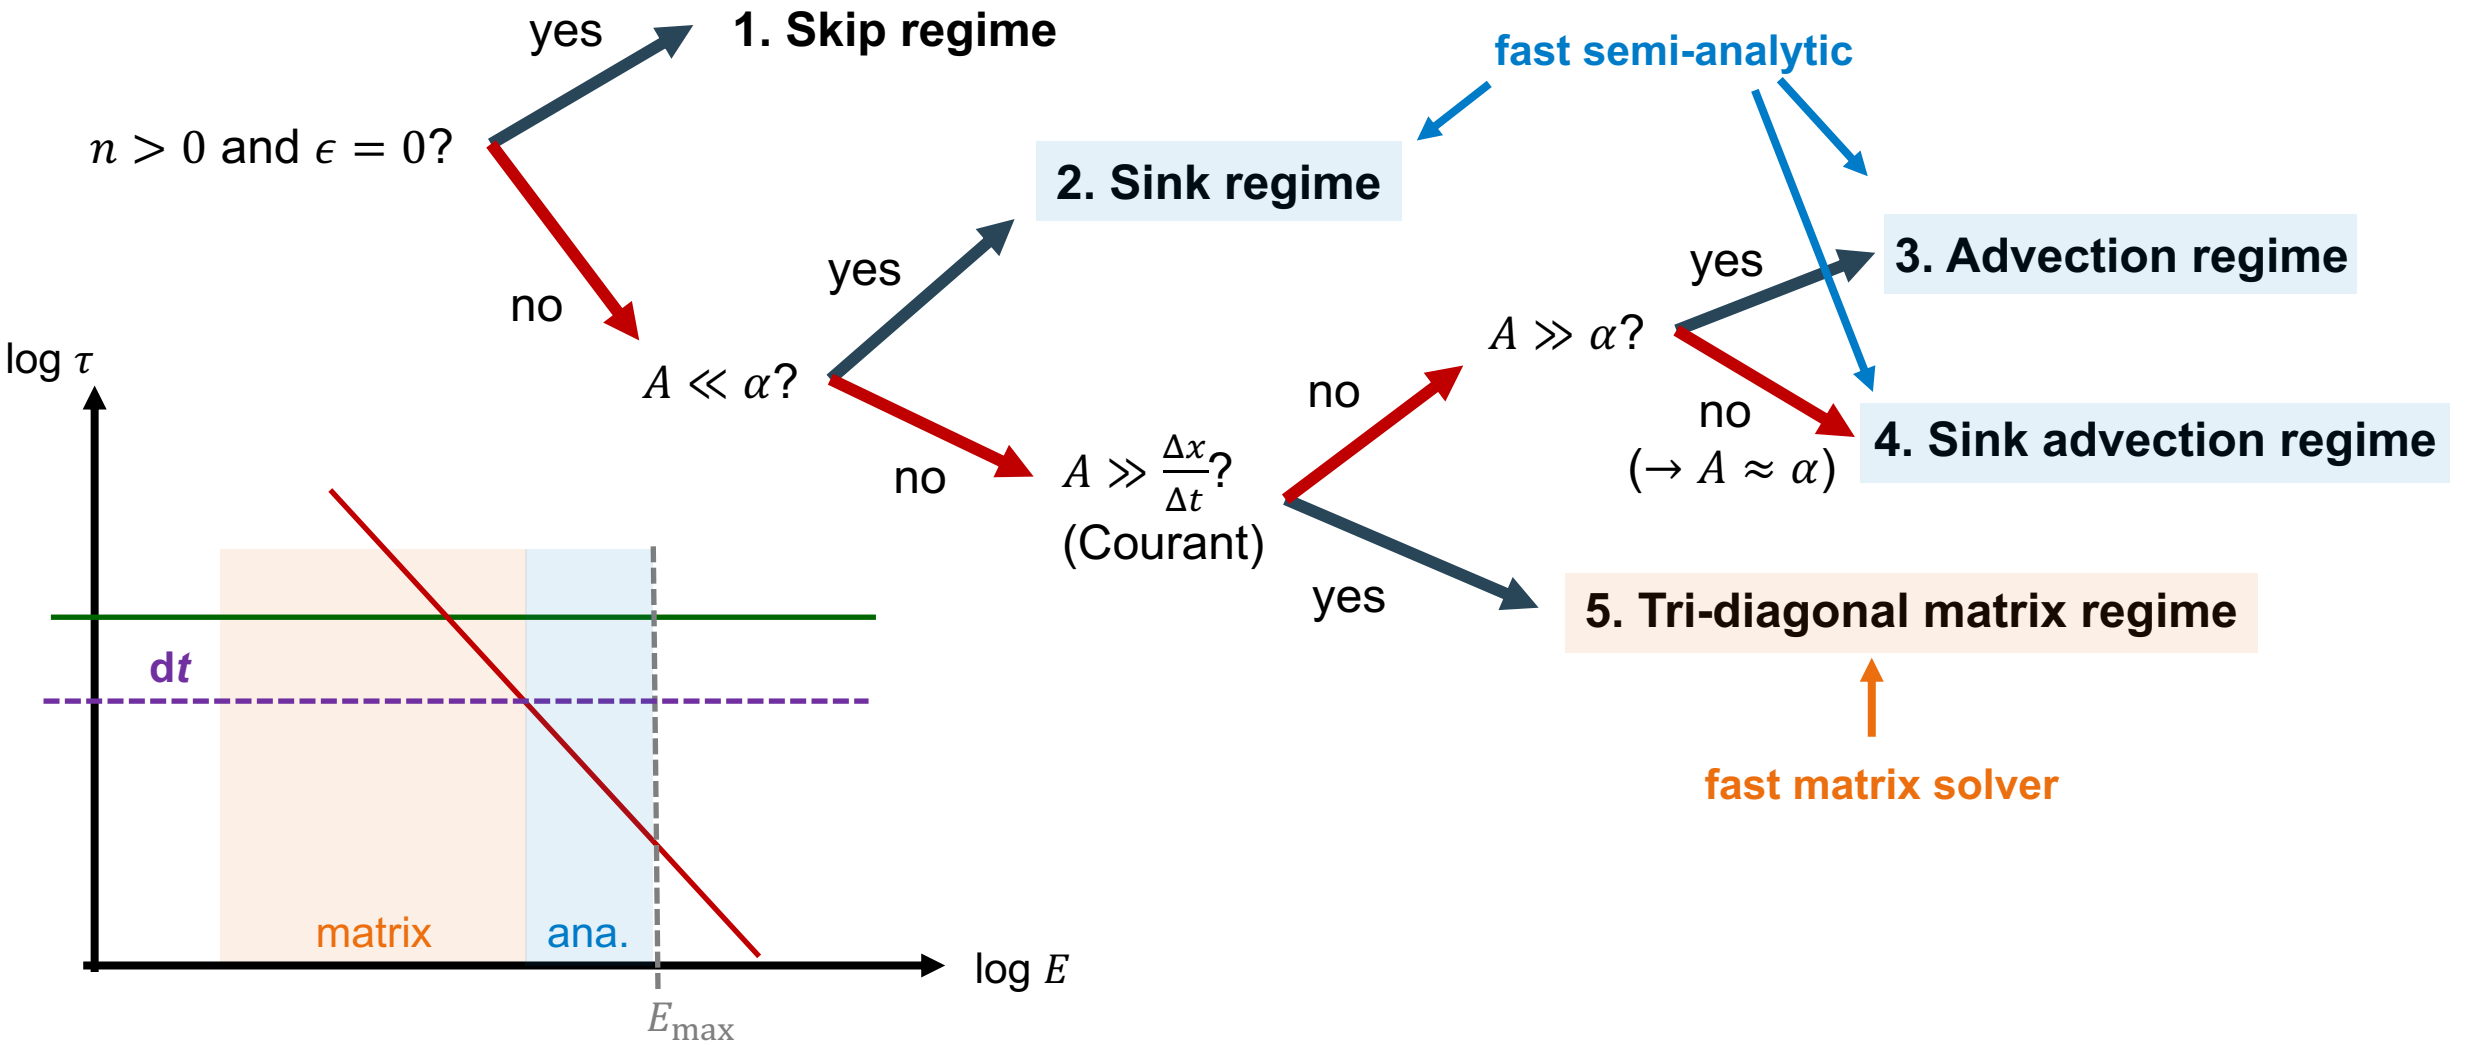 yes
1. Skip regime
fast semi-analytic
n > 0 and ϵ = 0?
2. Sink regime
yes
yes
3. Advection regime
no
A ≫ α?
log τ
A ≪ α?
no
no
4. Sink advection regime
(→ A ≈ α)
no
A ≫ Δx/Δt?
(Courant)
yes
5. Tri-diagonal matrix regime
dt
fast matrix solver
matrix
ana.
log E
E_max